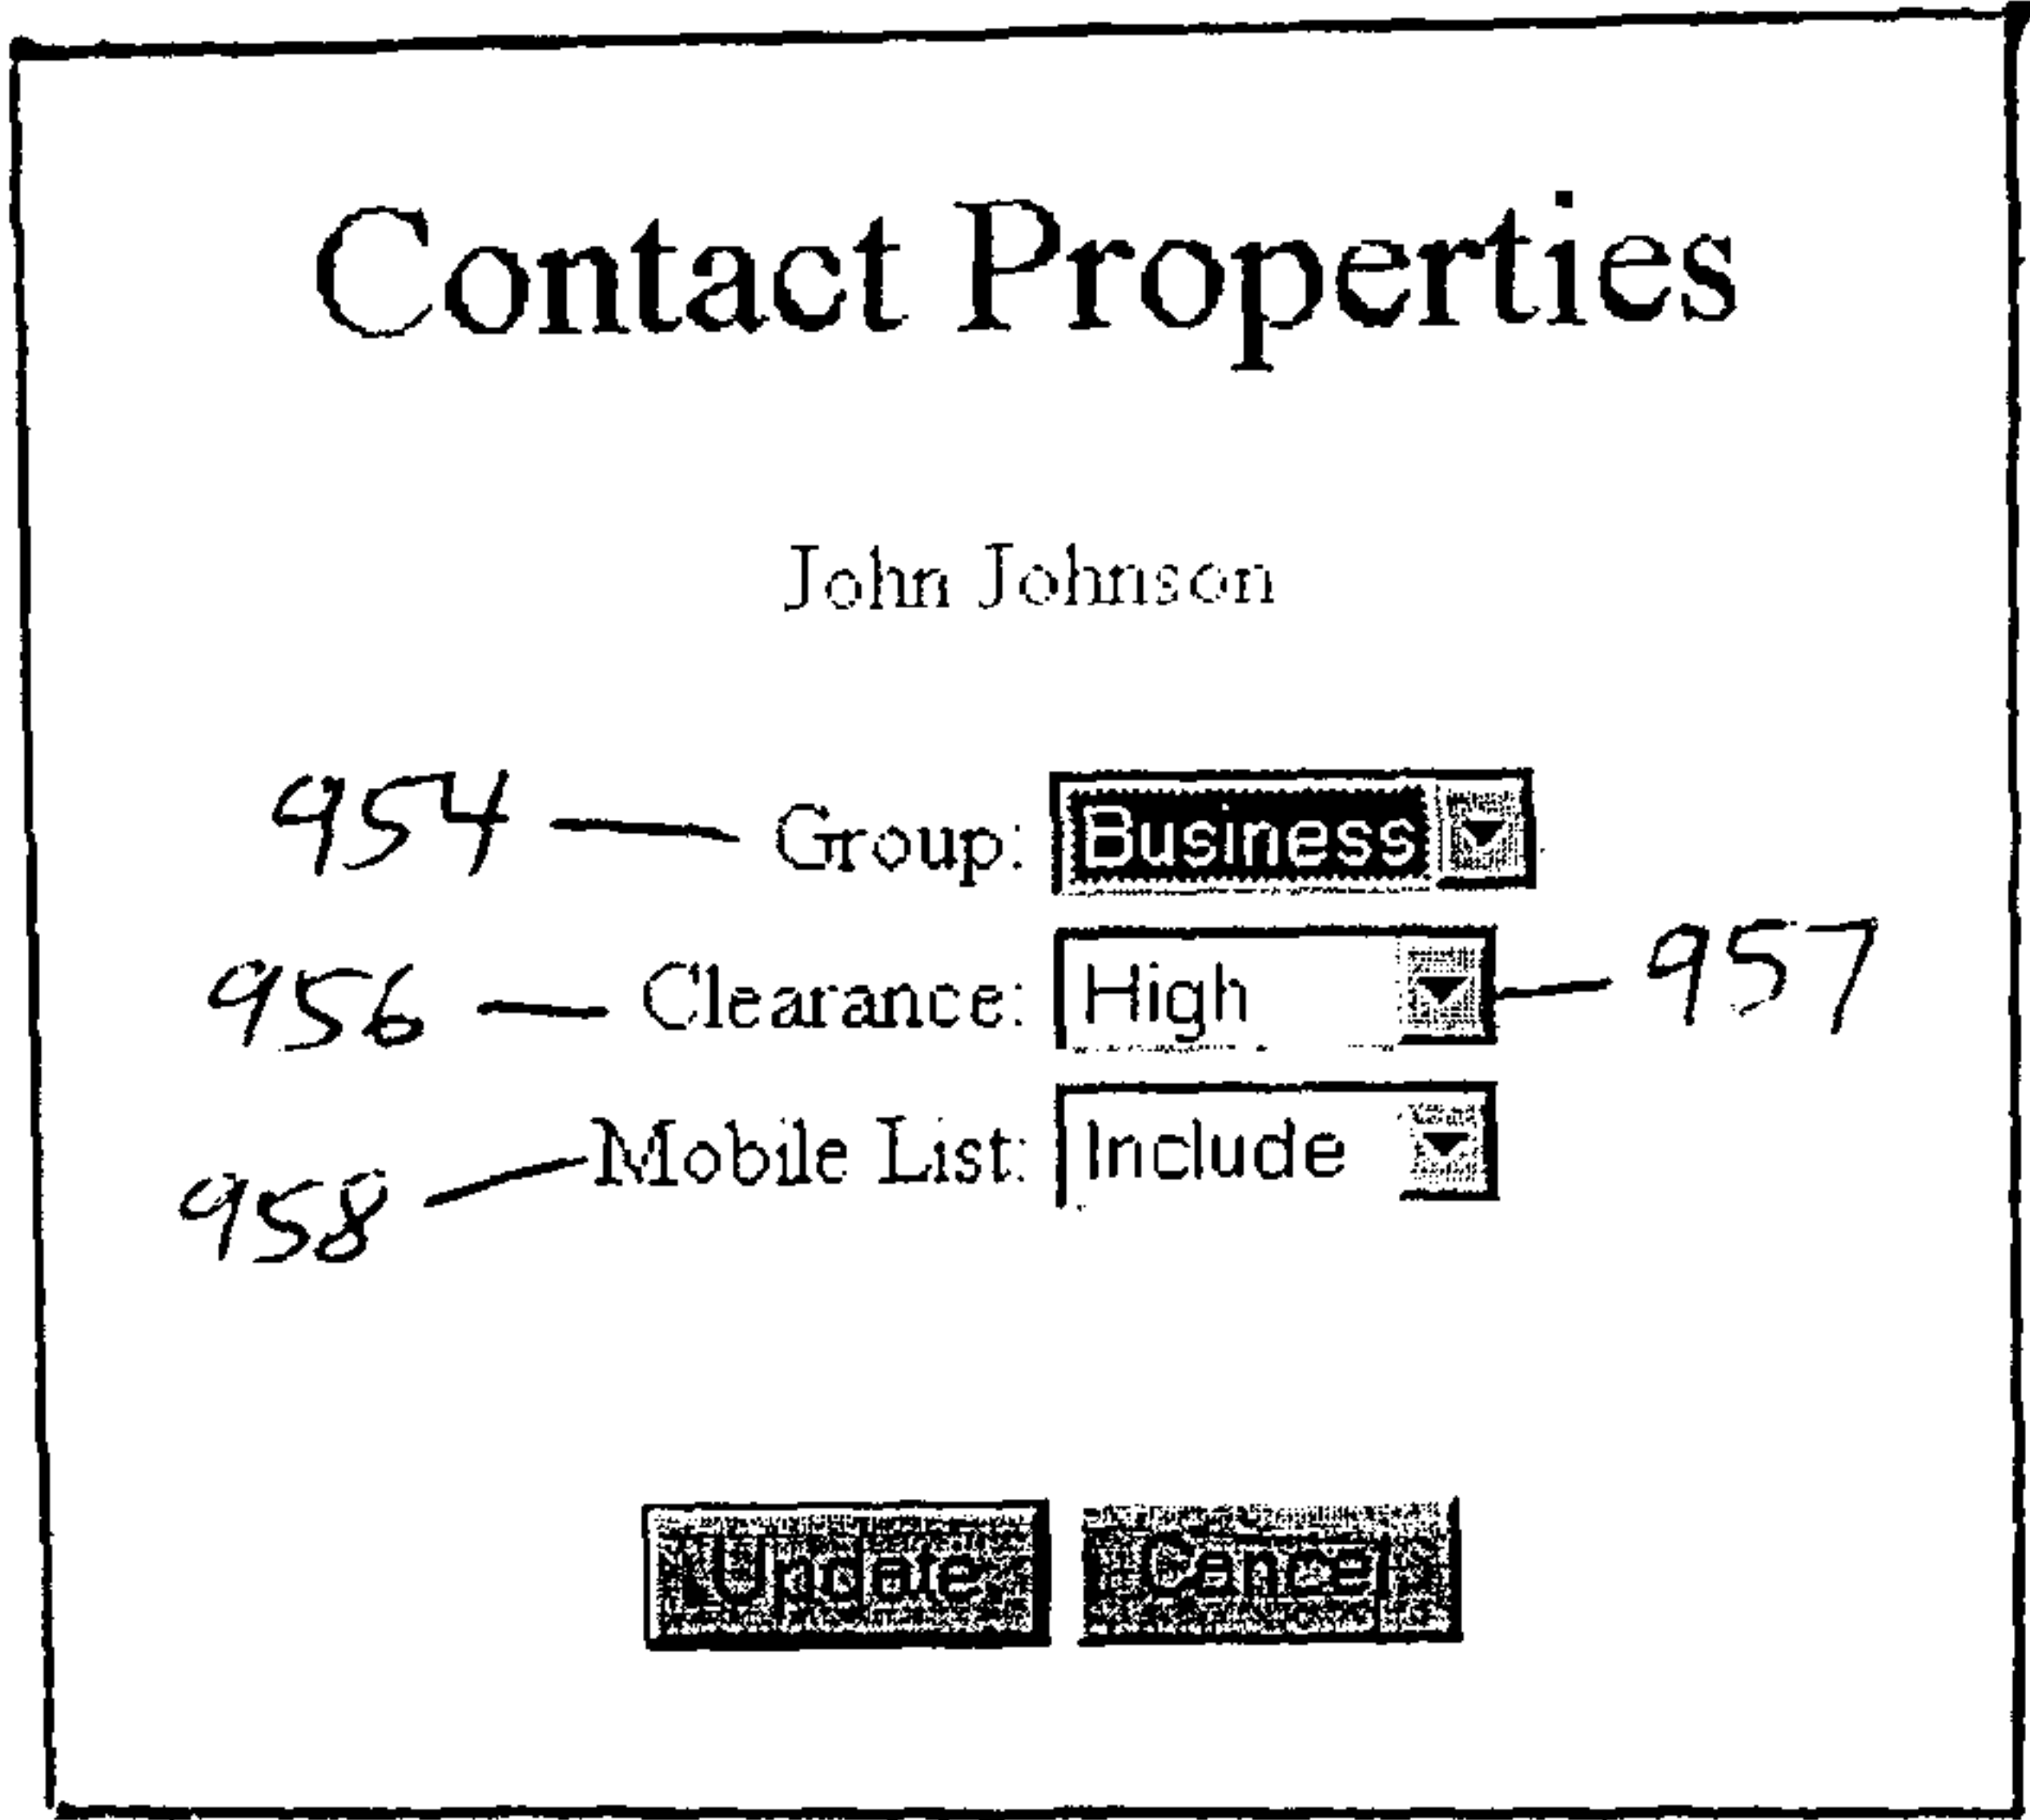 Contact Properties
John Johnson
954 Group: Business
956 Clearance: High 957
958 Mobile List: Include
Update Cancel